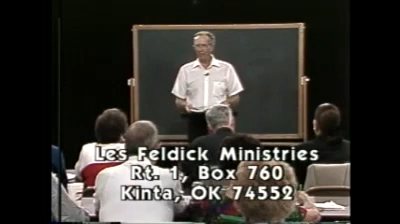 Les Feldick Ministries
Rt. 1, Box 760
Kinta, OK 74552